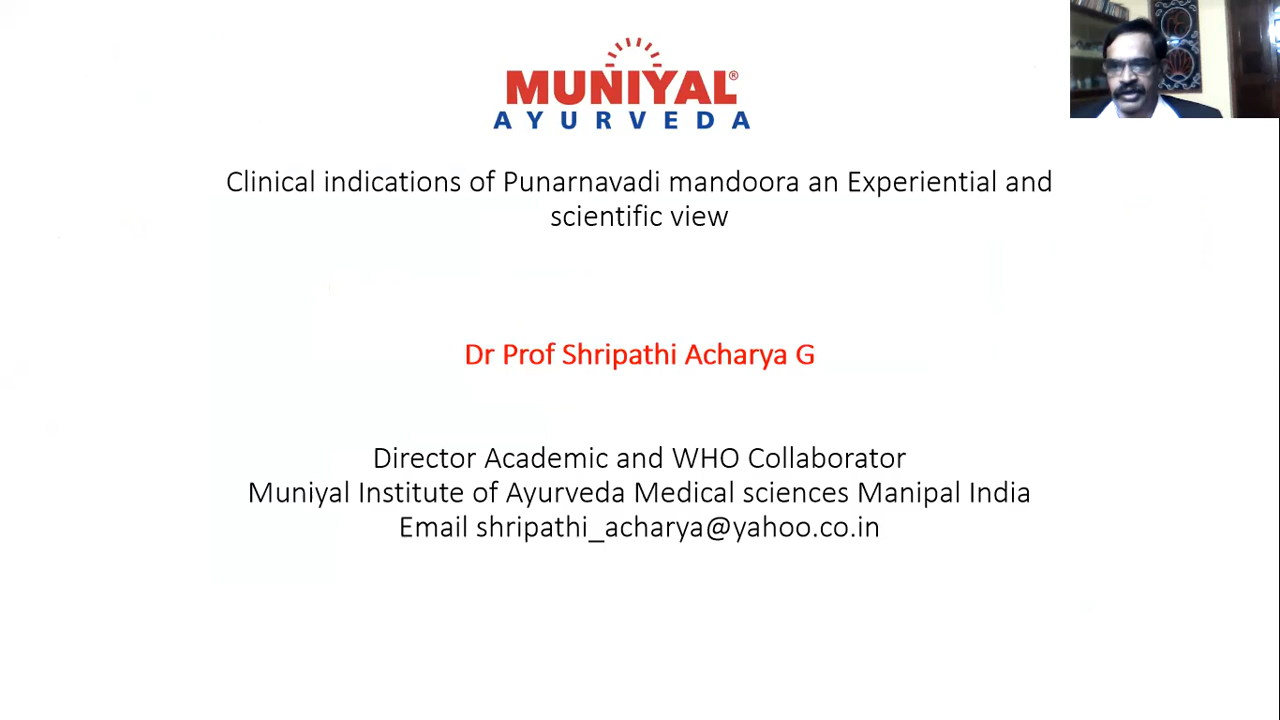 MUNIYAL®
AYURVEDA
Clinical indications of Punarnavadi mandoora an Experiential and
scientific view
Dr Prof Shripathi Acharya G
Director Academic and WHO Collaborator
Muniyal Institute of Ayurveda Medical sciences Manipal India
Email shripathi_acharya@yahoo.co.in